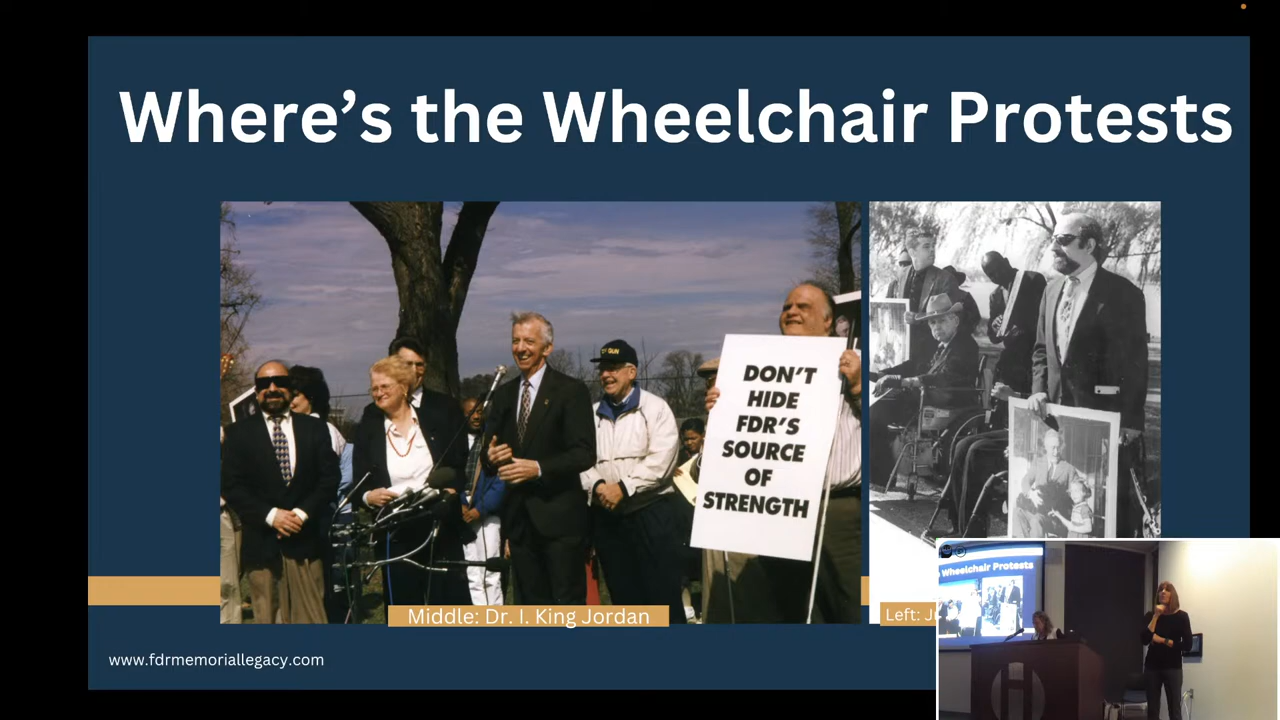 Where's the Wheelchair Protests
DON'T
HIDE
FDR'S
SOURCE
OF
STRENGTH
Middle: Dr. I. King Jordan
Left:
www.fdrmemoriallegacy.com
Wheelchair Protests
H